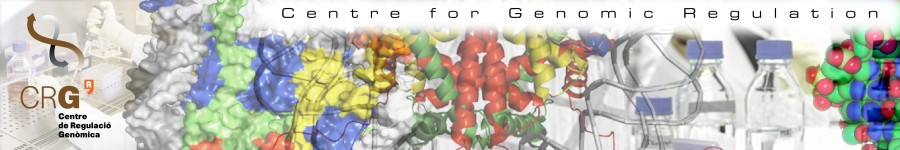 Centre for Genomic Regulation
CRG
R
Centre
de Regulació
Genòmica